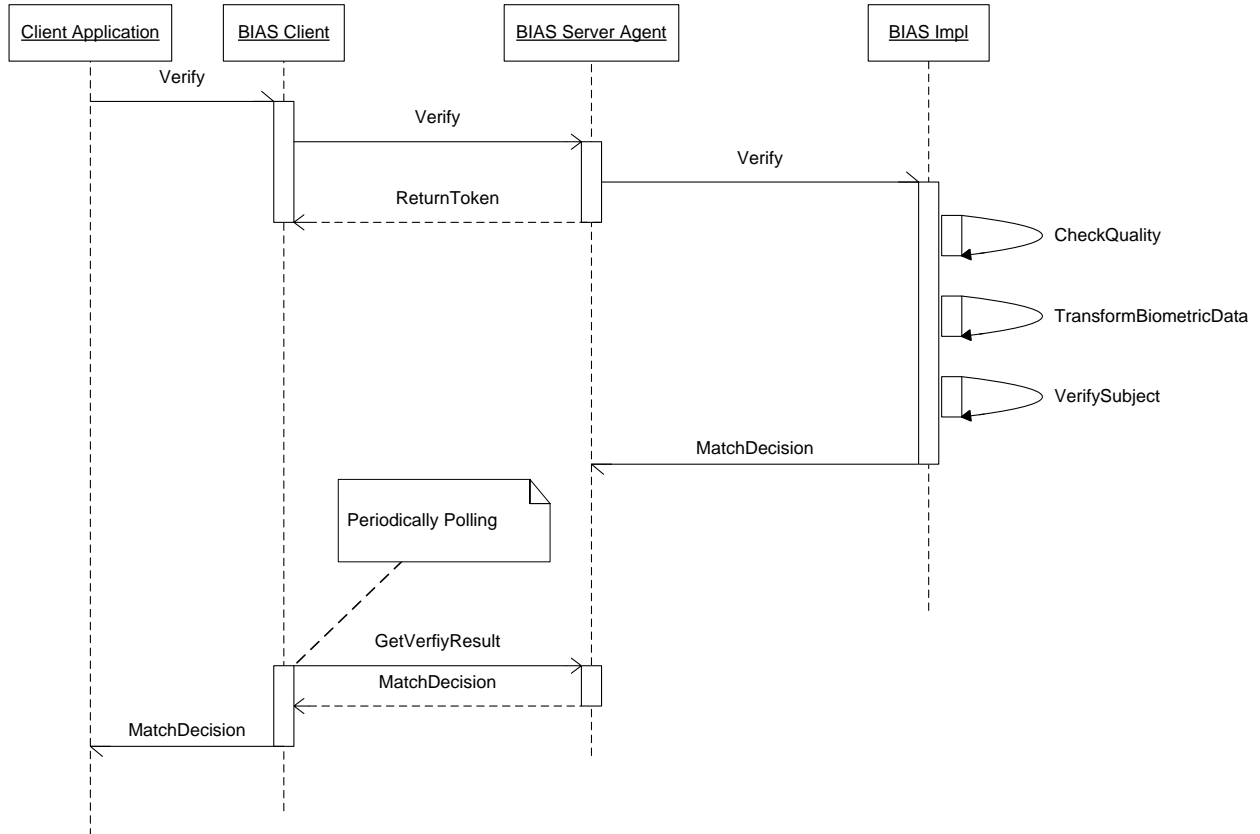 Client Application
BIAS Client
BIAS Server Agent
BIAS Impl
Verify
Verify
Verify
ReturnToken
CheckQuality
TransformBiometricData
VerifySubject
MatchDecision
Periodically Polling
GetVerfiyResult
MatchDecision
MatchDecision